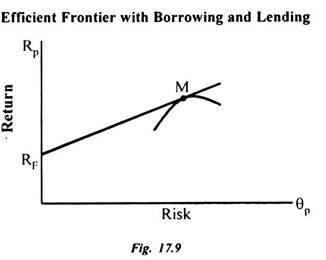 Efficient Frontier with Borrowing and Lending
Rp
Return
M
RF
θp
Risk
Fig. 17.9